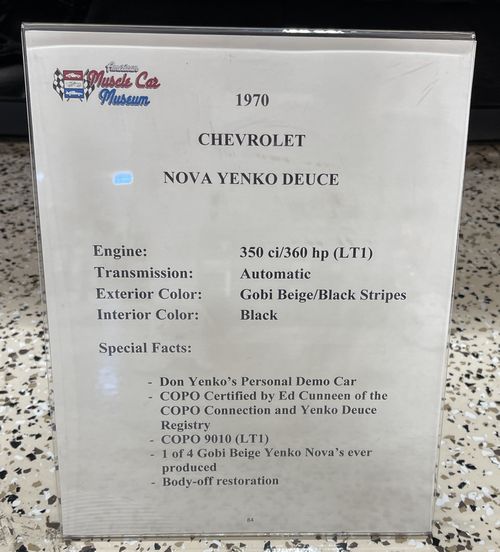 American
Muscle Car
Museum
1970
CHEVROLET
NOVA YENKO DEUCE
Engine: 350 ci/360 hp (LT1)
Transmission: Automatic
Exterior Color: Gobi Beige/Black Stripes
Interior Color: Black
Special Facts:
- Don Yenko's Personal Demo Car
- COPO Certified by Ed Cunneen of the
COPO Connection and Yenko Deuce
Registry
- COPO 9010 (LT1)
- 1 of 4 Gobi Beige Yenko Nova's ever
produced
- Body-off restoration
84